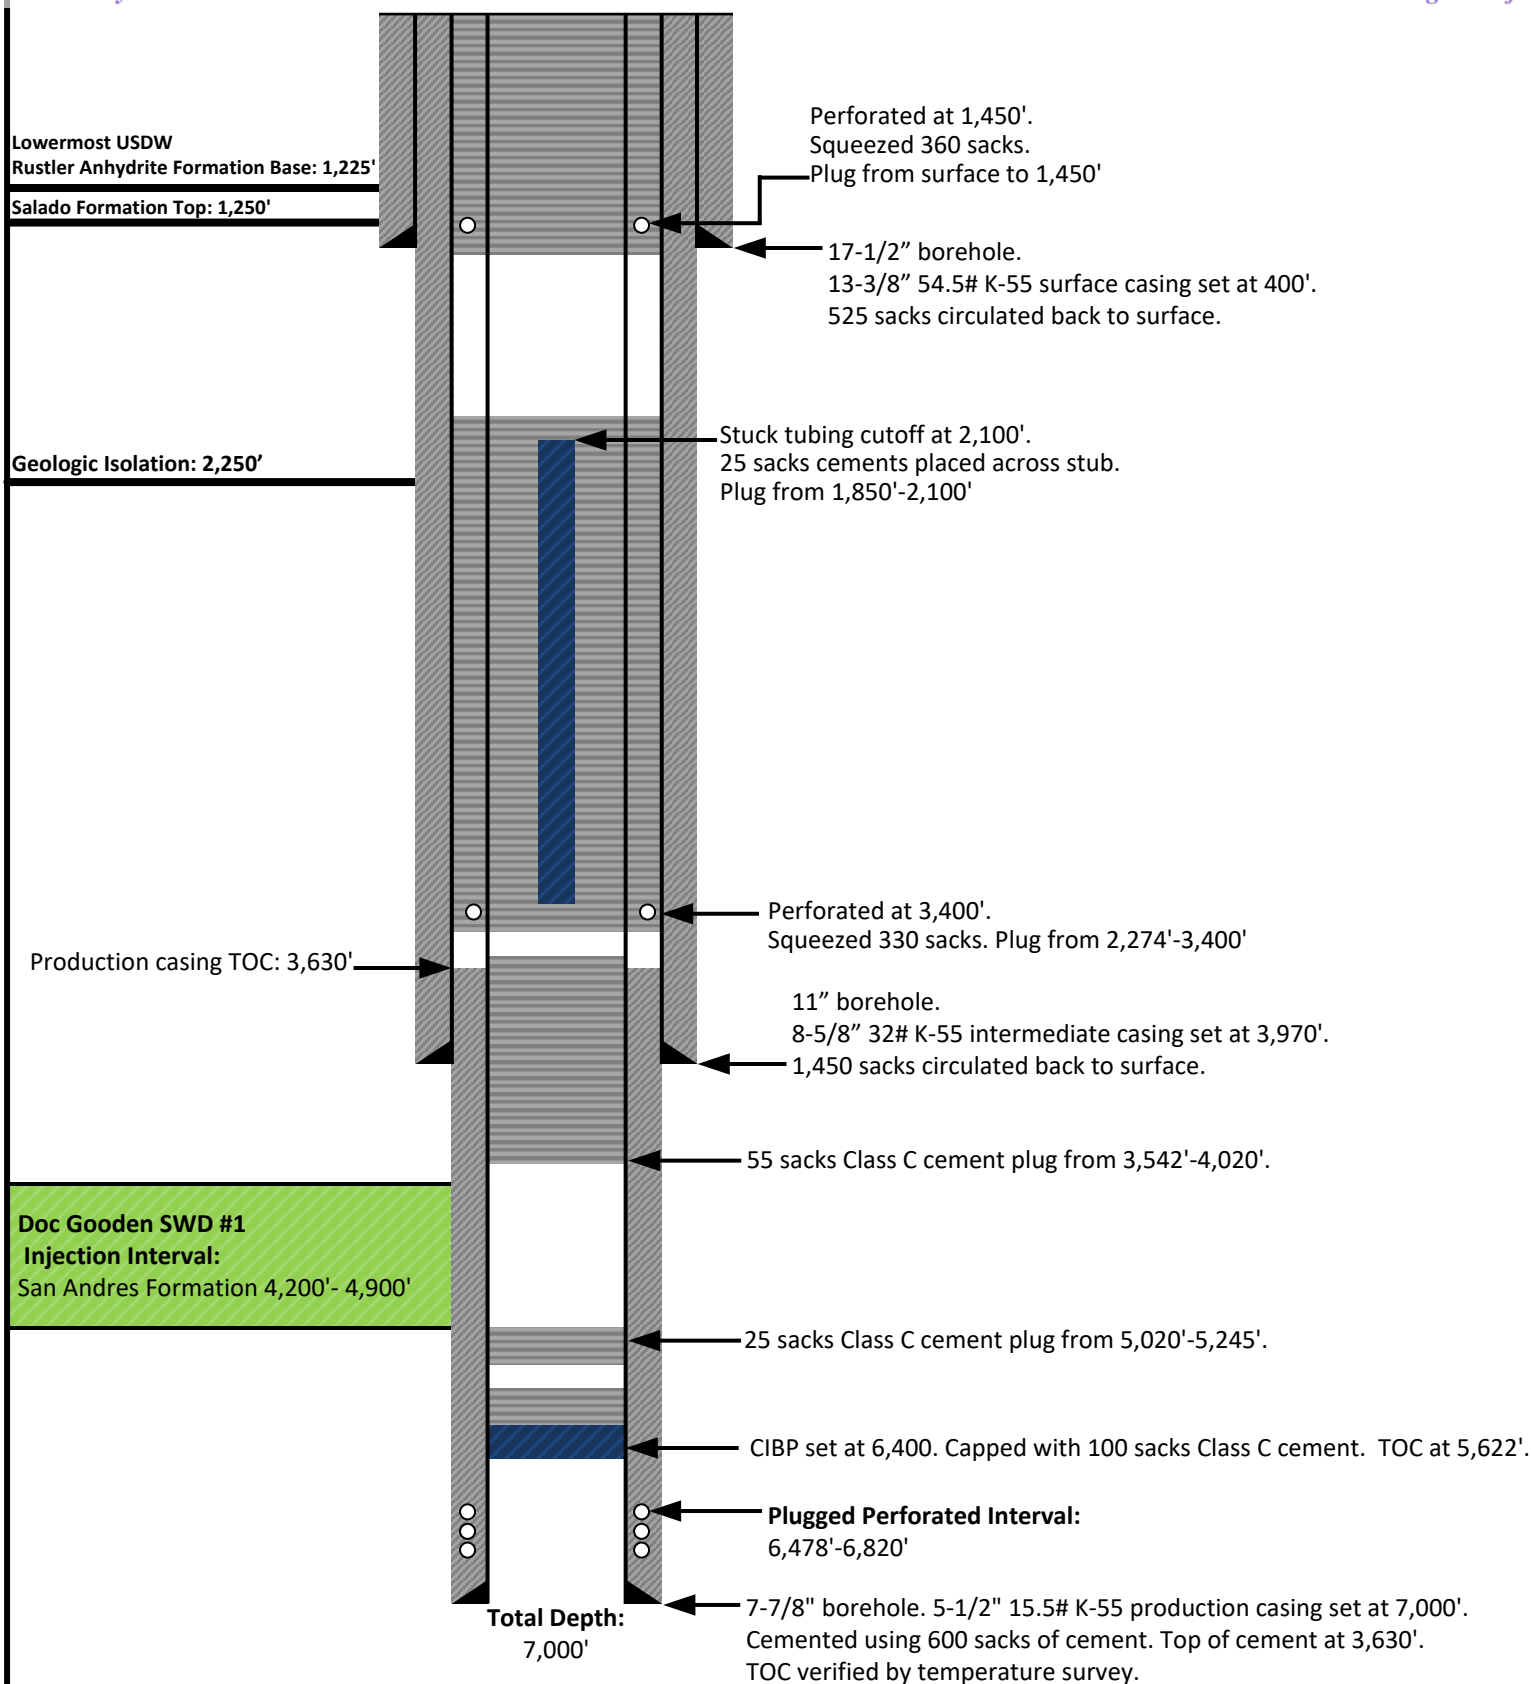 Lowermost USDW
Rustler Anhydrite Formation Base: 1,225'
Salado Formation Top: 1,250'
Perforated at 1,450'.
Squeezed 360 sacks.
Plug from surface to 1,450'
17-1/2” borehole.
13-3/8” 54.5# K-55 surface casing set at 400'.
525 sacks circulated back to surface.
Stuck tubing cutoff at 2,100'.
25 sacks cements placed across stub.
Plug from 1,850'-2,100'
Geologic Isolation: 2,250’
Perforated at 3,400'.
Squeezed 330 sacks. Plug from 2,274'-3,400'
Production casing TOC: 3,630'
11” borehole.
8-5/8” 32# K-55 intermediate casing set at 3,970'.
1,450 sacks circulated back to surface.
55 sacks Class C cement plug from 3,542'-4,020'.
Doc Gooden SWD #1
Injection Interval:
San Andres Formation 4,200'- 4,900'
25 sacks Class C cement plug from 5,020'-5,245'.
CIBP set at 6,400. Capped with 100 sacks Class C cement.  TOC at 5,622'.
Plugged Perforated Interval:
6,478'-6,820'
Total Depth:
7,000'
7-7/8" borehole. 5-1/2" 15.5# K-55 production casing set at 7,000'.
Cemented using 600 sacks of cement. Top of cement at 3,630'.
TOC verified by temperature survey.